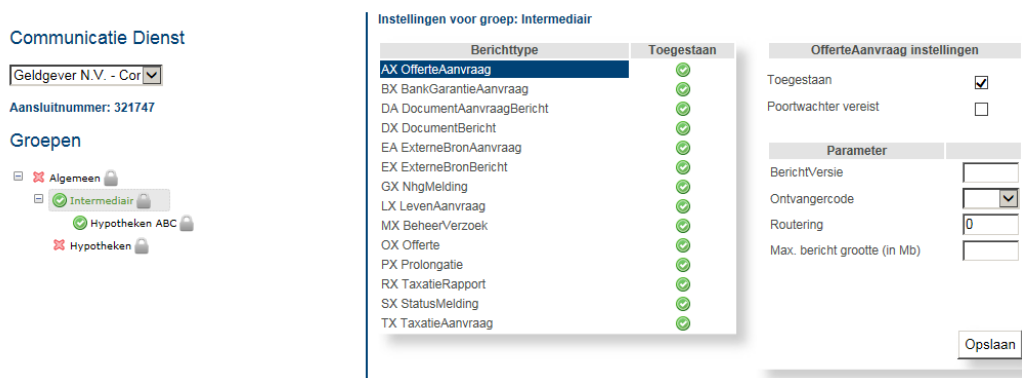 Communicatie Dienst
Geldgever N.V. - Cor
Aansluitnummer: 321747
Groepen
Algemeen
Intermediair
Hypotheken ABC
Hypotheken
Instellingen voor groep: Intermediair
Berichttype Toegestaan
AX OfferteAanvraag
BX BankGarantieAanvraag
DA DocumentAanvraagBericht
DX DocumentBericht
EA ExterneBronAanvraag
EX ExterneBronBericht
GX NhgMelding
LX LevenAanvraag
MX BeheerVerzoek
OX Offerte
PX Prolongatie
RX TaxatieRapport
SX StatusMelding
TX TaxatieAanvraag
OfferteAanvraag instellingen
Toegestaan
Poortwachter vereist
Parameter
BerichtVersie
Ontvangercode
Routering 0
Max. bericht grootte (in Mb)
Opslaan